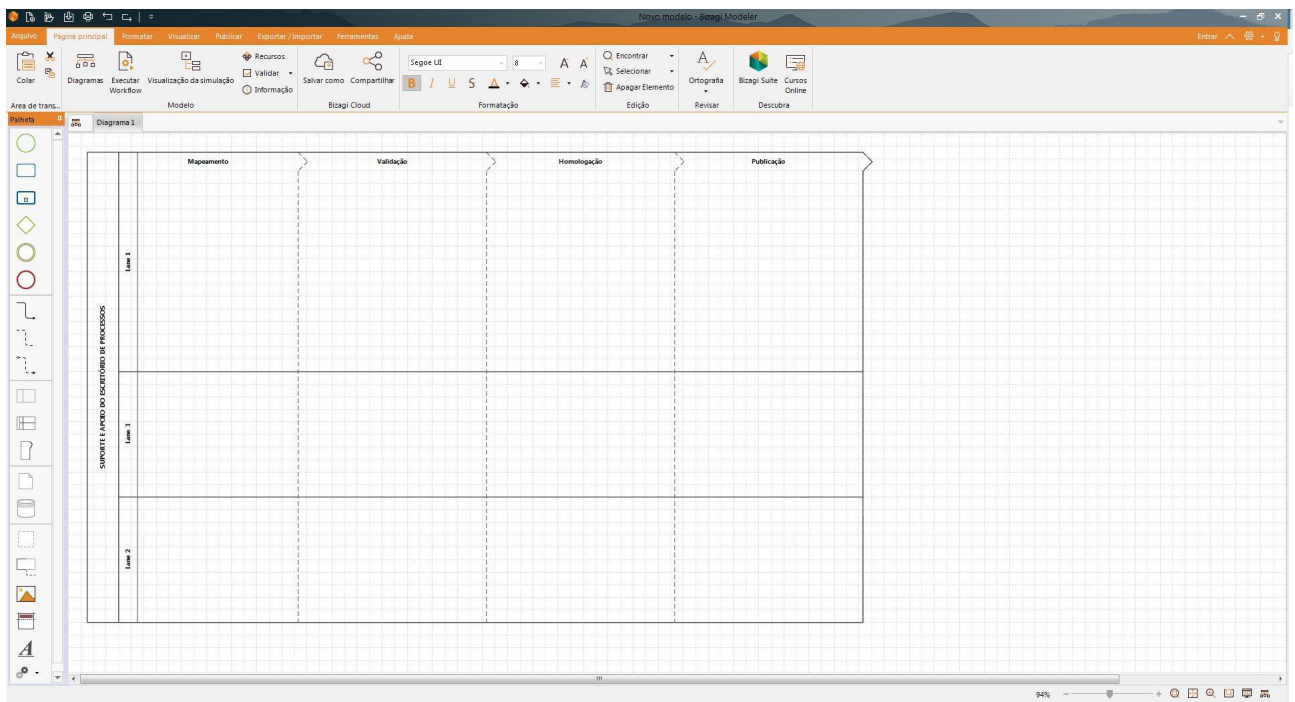 Novo modelo - Bizagi Modeler
Arquivo Página principal Formatar Visualizar Publicar Exportar / Importar Ferramentas Ajuda Entrar
Colar
Area de trans...
Diagramas
Executar
Workflow
Visualização da simulação
Recursos
Validar
Informação
Modelo
Salvar como
Compartilhar
Bizagi Cloud
Segoe UI 8 A A
B I U S A
Formatação
Encontrar
Selecionar
Apagar Elemento
Edição
Ortografia
Revisar
Bizagi Suite
Cursos
Online
Descubra
Palheta
Diagrama 1
Mapeamento Validação Homologação Publicação
SUPORTE E APOIO DO ESCRITÓRIO DE PROCESSOS
Lane 1
Lane 3
Lane 2
A
94%